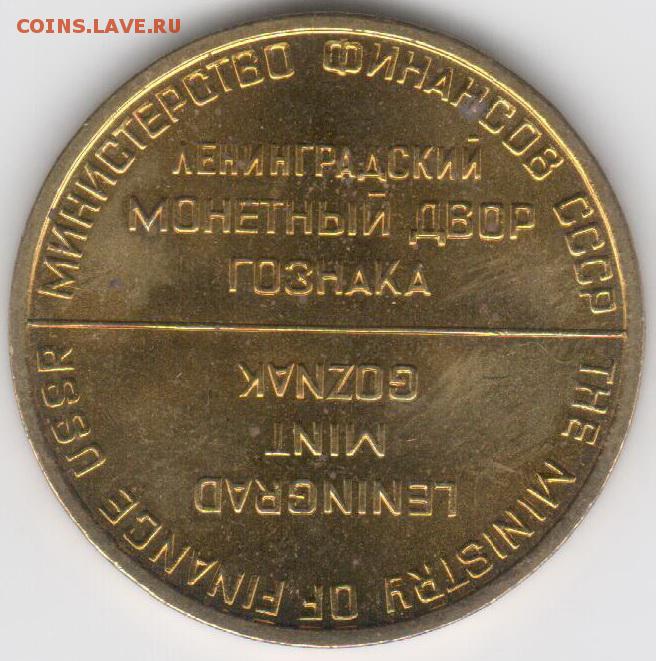 COINS.LAVE.RU
МИНИСТЕРСТВО ФИНАНСОВ СССР
ЛЕНИНГРАДСКИЙ
МОНЕТНЫЙ ДВОР
ГОЗНАКА
THE MINISTRY OF FINANCE USSR
LENINGRAD
MINT
GOZNAK